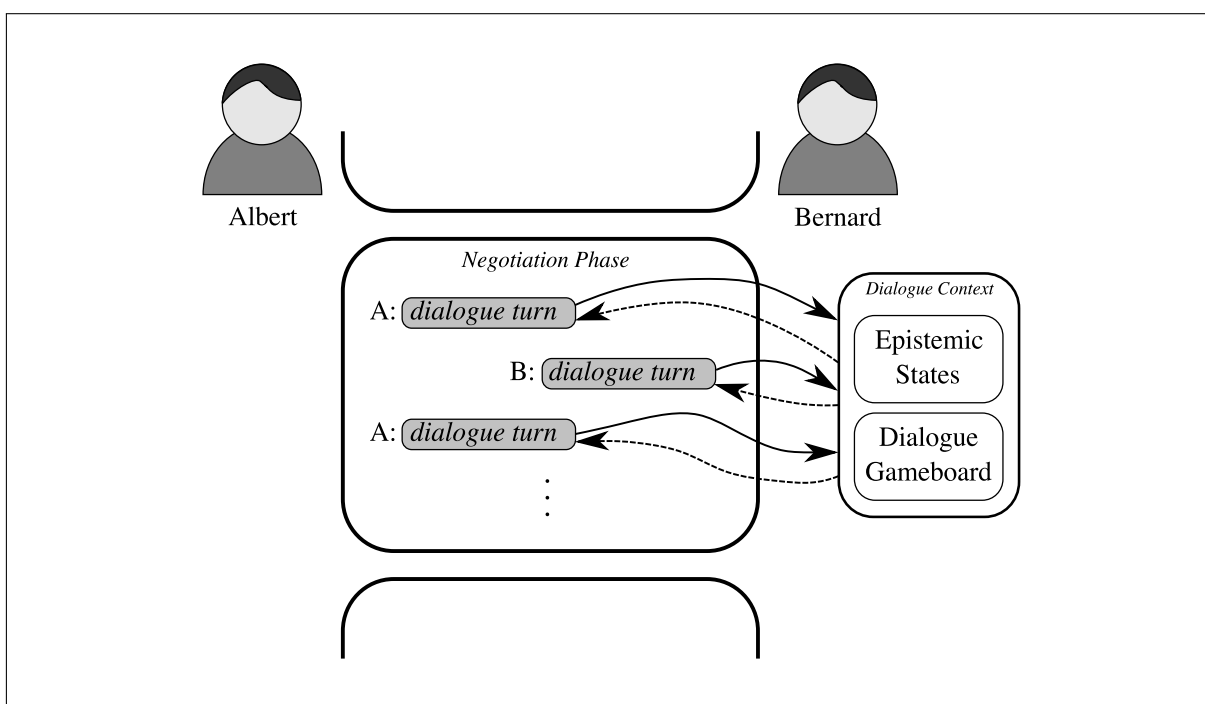 Albert
Bernard
Negotiation Phase
A: dialogue turn
B: dialogue turn
A: dialogue turn
Dialogue Context
Epistemic
States
Dialogue
Gameboard